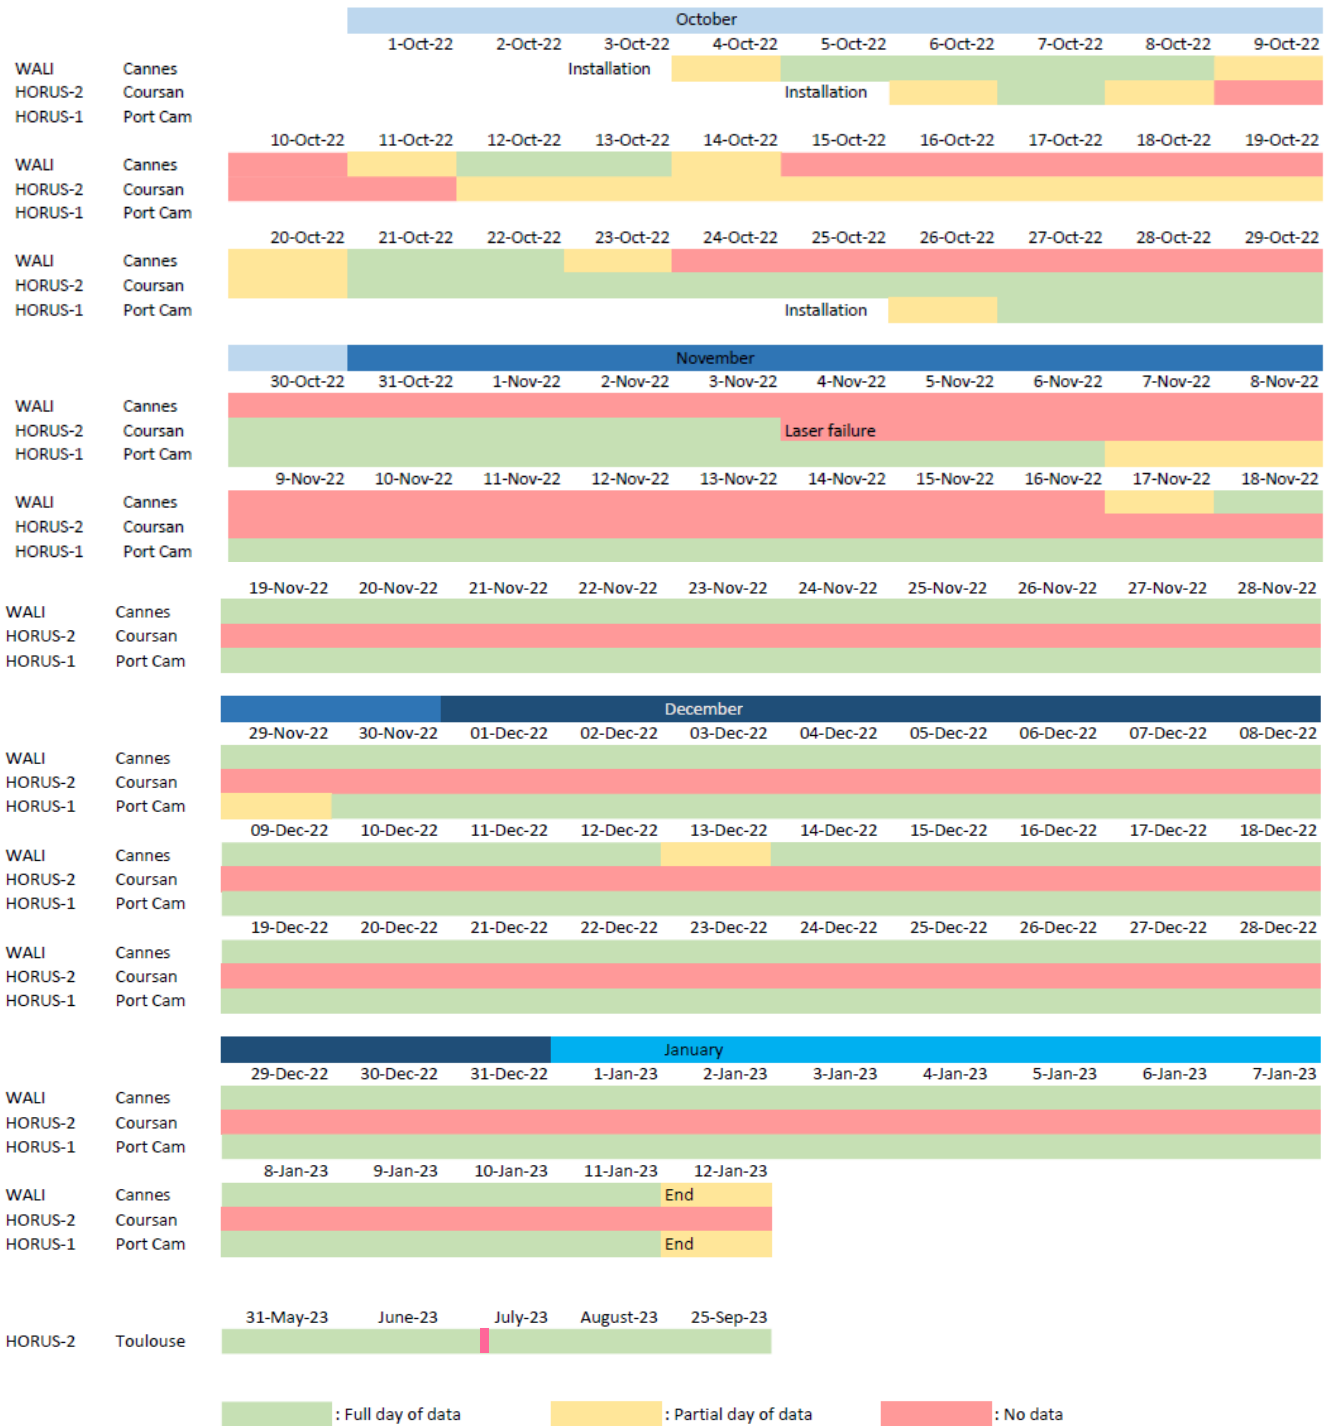 October
1-Oct-22 2-Oct-22 3-Oct-22 4-Oct-22 5-Oct-22 6-Oct-22 7-Oct-22 8-Oct-22 9-Oct-22
WALI Cannes Installation
HORUS-2 Coursan Installation
HORUS-1 Port Cam
10-Oct-22 11-Oct-22 12-Oct-22 13-Oct-22 14-Oct-22 15-Oct-22 16-Oct-22 17-Oct-22 18-Oct-22 19-Oct-22
WALI Cannes
HORUS-2 Coursan
HORUS-1 Port Cam
20-Oct-22 21-Oct-22 22-Oct-22 23-Oct-22 24-Oct-22 25-Oct-22 26-Oct-22 27-Oct-22 28-Oct-22 29-Oct-22
WALI Cannes
HORUS-2 Coursan
HORUS-1 Port Cam Installation
November
30-Oct-22 31-Oct-22 1-Nov-22 2-Nov-22 3-Nov-22 4-Nov-22 5-Nov-22 6-Nov-22 7-Nov-22 8-Nov-22
WALI Cannes
HORUS-2 Coursan Laser failure
HORUS-1 Port Cam
9-Nov-22 10-Nov-22 11-Nov-22 12-Nov-22 13-Nov-22 14-Nov-22 15-Nov-22 16-Nov-22 17-Nov-22 18-Nov-22
WALI Cannes
HORUS-2 Coursan
HORUS-1 Port Cam
19-Nov-22 20-Nov-22 21-Nov-22 22-Nov-22 23-Nov-22 24-Nov-22 25-Nov-22 26-Nov-22 27-Nov-22 28-Nov-22
WALI Cannes
HORUS-2 Coursan
HORUS-1 Port Cam
December
29-Nov-22 30-Nov-22 01-Dec-22 02-Dec-22 03-Dec-22 04-Dec-22 05-Dec-22 06-Dec-22 07-Dec-22 08-Dec-22
WALI Cannes
HORUS-2 Coursan
HORUS-1 Port Cam
09-Dec-22 10-Dec-22 11-Dec-22 12-Dec-22 13-Dec-22 14-Dec-22 15-Dec-22 16-Dec-22 17-Dec-22 18-Dec-22
WALI Cannes
HORUS-2 Coursan
HORUS-1 Port Cam
19-Dec-22 20-Dec-22 21-Dec-22 22-Dec-22 23-Dec-22 24-Dec-22 25-Dec-22 26-Dec-22 27-Dec-22 28-Dec-22
WALI Cannes
HORUS-2 Coursan
HORUS-1 Port Cam
January
29-Dec-22 30-Dec-22 31-Dec-22 1-Jan-23 2-Jan-23 3-Jan-23 4-Jan-23 5-Jan-23 6-Jan-23 7-Jan-23
WALI Cannes
HORUS-2 Coursan
HORUS-1 Port Cam
8-Jan-23 9-Jan-23 10-Jan-23 11-Jan-23 12-Jan-23
WALI Cannes End
HORUS-2 Coursan
HORUS-1 Port Cam End
31-May-23 June-23 July-23 August-23 25-Sep-23
HORUS-2 Toulouse
: Full day of data : Partial day of data : No data